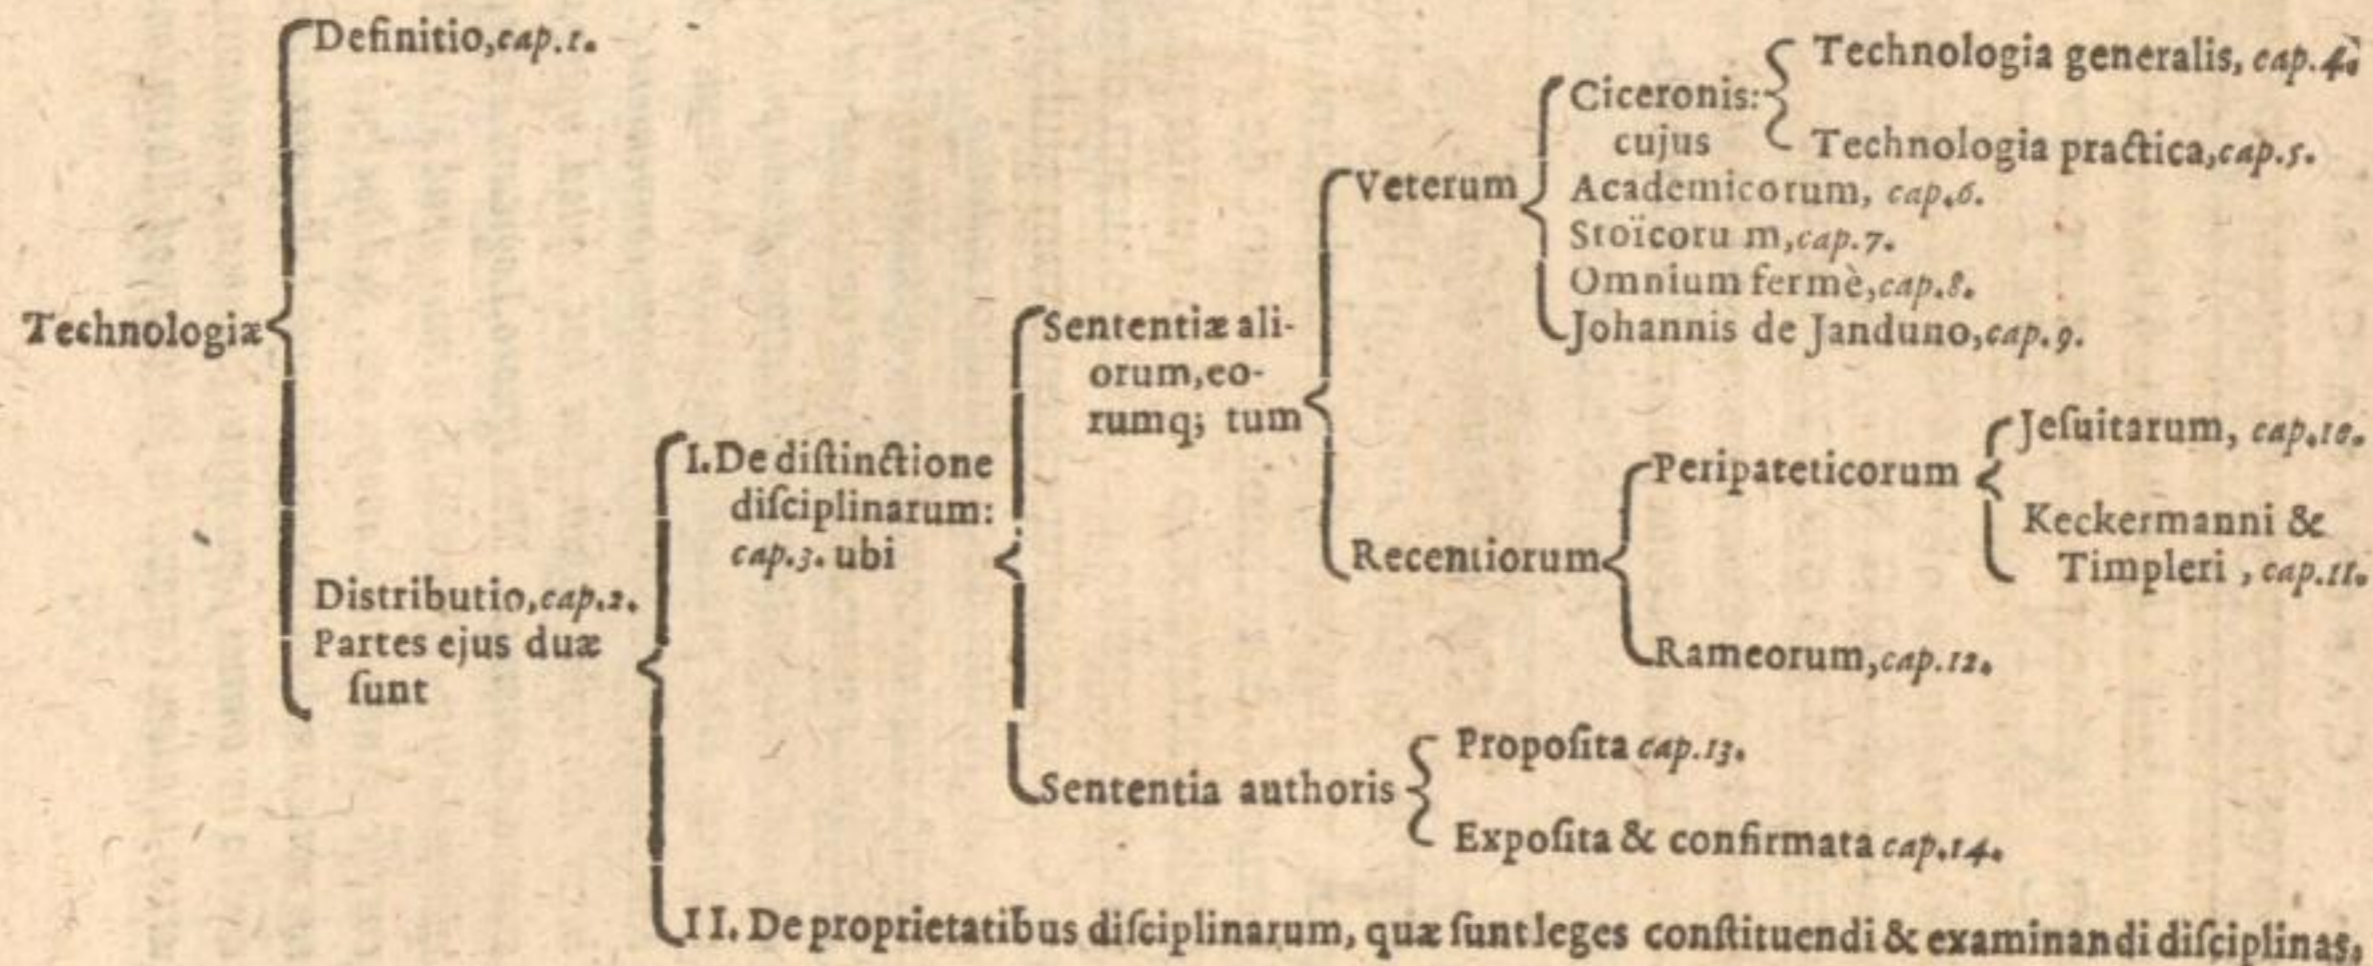 Definitio, cap. 1.
Technologiæ
Distributio, cap. 2.
Partes ejus duæ
ſunt
I. De diſtinctione
diſciplinarum:
cap. 3. ubi
Sententiæ ali-
orum, eo-
rumq; tum
Veterum
Ciceronis:
cujus
Technologia generalis, cap. 4.
Technologia practica, cap. 5.
Academicorum, cap. 6.
Stoïcoru m, cap. 7.
Omnium fermè, cap. 8.
Johannis de Janduno, cap. 9.
Recentiorum
Peripateticorum
Jeſuitarum, cap. 10.
Keckermanni &
Timpleri, cap. 11.
Rameorum, cap. 12.
Sententia authoris
Propoſita cap. 13.
Expoſita & confirmata cap. 14.
II. De proprietatibus diſciplinarum, quæ ſunt leges conſtituendi & examinandi diſciplinas.